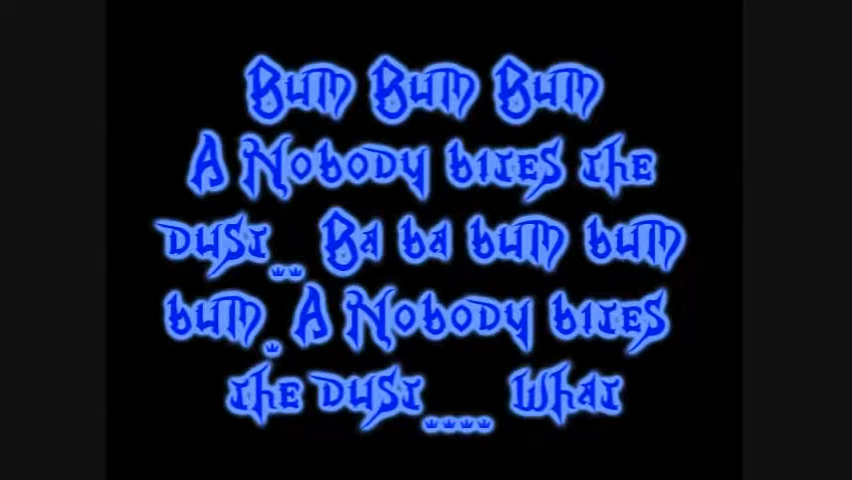 Bum Bum Bum
A Nobody bites the
dust.. Ba ba bum bum
bum. A Nobody bites
the dust.... What